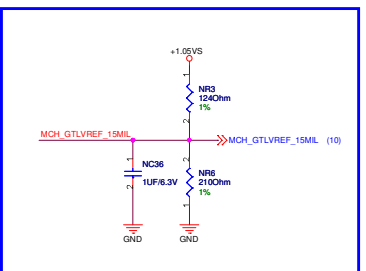 +1.05VS
1
NR3
124Ohm
1%
2
MCH_GTLVREF_15MIL
MCH_GTLVREF_15MIL (10)
1
NC36
1UF/6.3V
2
2
NR6
210Ohm
1%
1
GND
GND